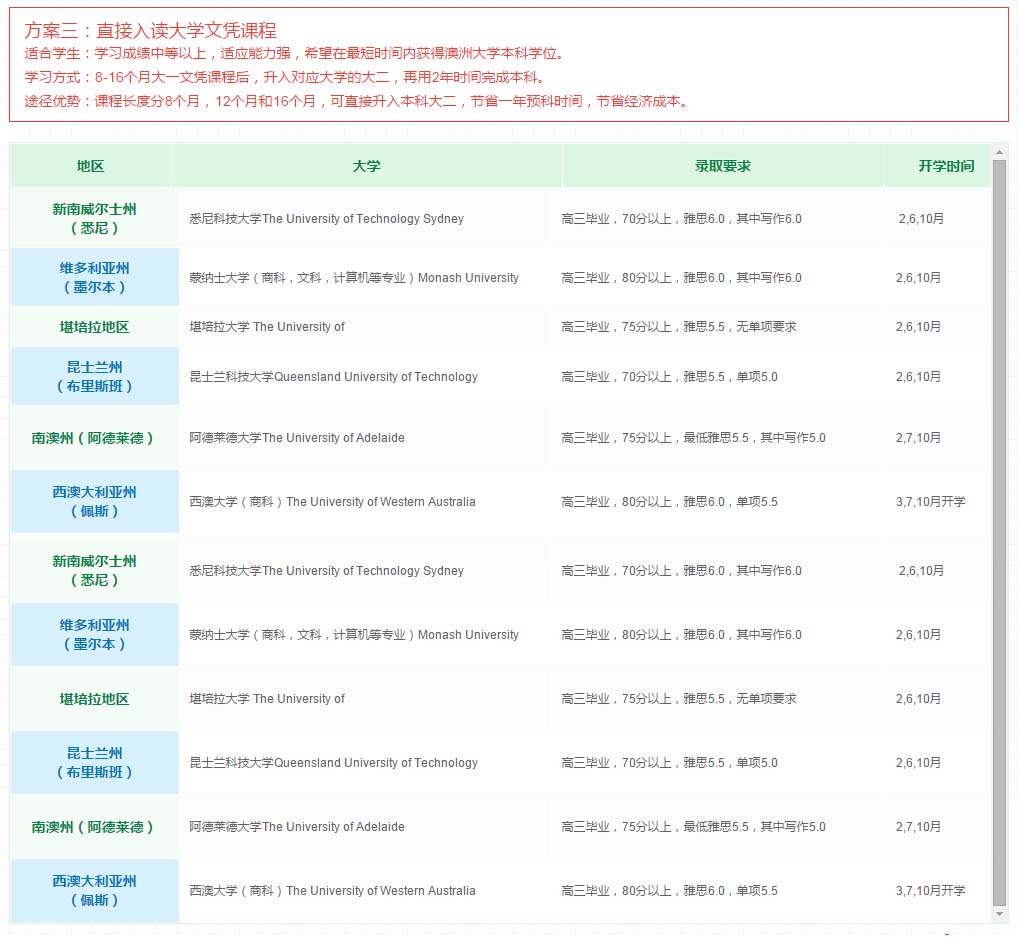 方案三：直接入读大学文凭课程
适合学生：学习成绩中等以上，适应能力强，希望在最短时间内获得澳洲大学本科学位。
学习方式：8-16个月大一文凭课程后，升入对应大学的大二，再用2年时间完成本科。
途径优势：课程长度分8个月，12个月和16个月，可直接升入本科大二，节省一年预科时间，节省经济成本。
地区 大学 录取要求 开学时间
新南威尔士州
（悉尼） 悉尼科技大学The University of Technology Sydney 高三毕业，70分以上，雅思6.0，其中写作6.0 2,6,10月
维多利亚州
（墨尔本） 蒙纳士大学（商科，文科，计算机等专业）Monash University 高三毕业，80分以上，雅思6.0，其中写作6.0 2,6,10月
堪培拉地区 堪培拉大学 The University of 高三毕业，75分以上，雅思5.5，无单项要求 2,6,10月
昆士兰州
（布里斯班） 昆士兰科技大学Queensland University of Technology 高三毕业，70分以上，雅思5.5，单项5.0 2,6,10月
南澳州（阿德莱德） 阿德莱德大学The University of Adelaide 高三毕业，75分以上，最低雅思5.5，其中写作5.0 2,7,10月
西澳大利亚州
（佩斯） 西澳大学（商科）The University of Western Australia 高三毕业，80分以上，雅思6.0，单项5.5 3,7,10月开学
新南威尔士州
（悉尼） 悉尼科技大学The University of Technology Sydney 高三毕业，70分以上，雅思6.0，其中写作6.0 2,6,10月
维多利亚州
（墨尔本） 蒙纳士大学（商科，文科，计算机等专业）Monash University 高三毕业，80分以上，雅思6.0，其中写作6.0 2,6,10月
堪培拉地区 堪培拉大学 The University of 高三毕业，75分以上，雅思5.5，无单项要求 2,6,10月
昆士兰州
（布里斯班） 昆士兰科技大学Queensland University of Technology 高三毕业，70分以上，雅思5.5，单项5.0 2,6,10月
南澳州（阿德莱德） 阿德莱德大学The University of Adelaide 高三毕业，75分以上，最低雅思5.5，其中写作5.0 2,7,10月
西澳大利亚州
（佩斯） 西澳大学（商科）The University of Western Australia 高三毕业，80分以上，雅思6.0，单项5.5 3,7,10月开学